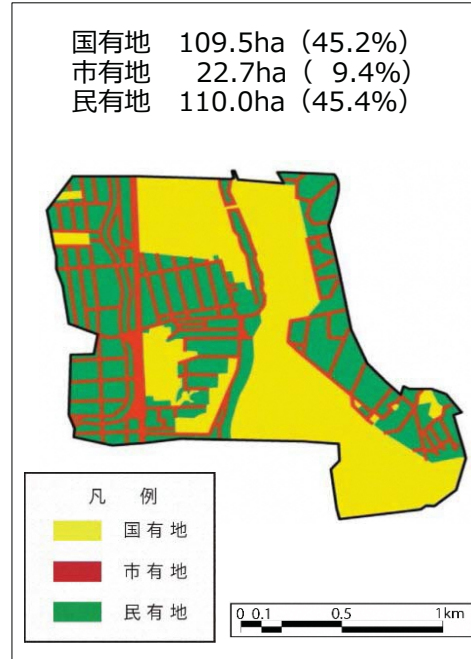 国有地 109.5ha（45.2%）
市有地 22.7ha（ 9.4%）
民有地 110.0ha（45.4%）
凡 例
国有地
市有地
民有地
0 0.1 0.5 1km